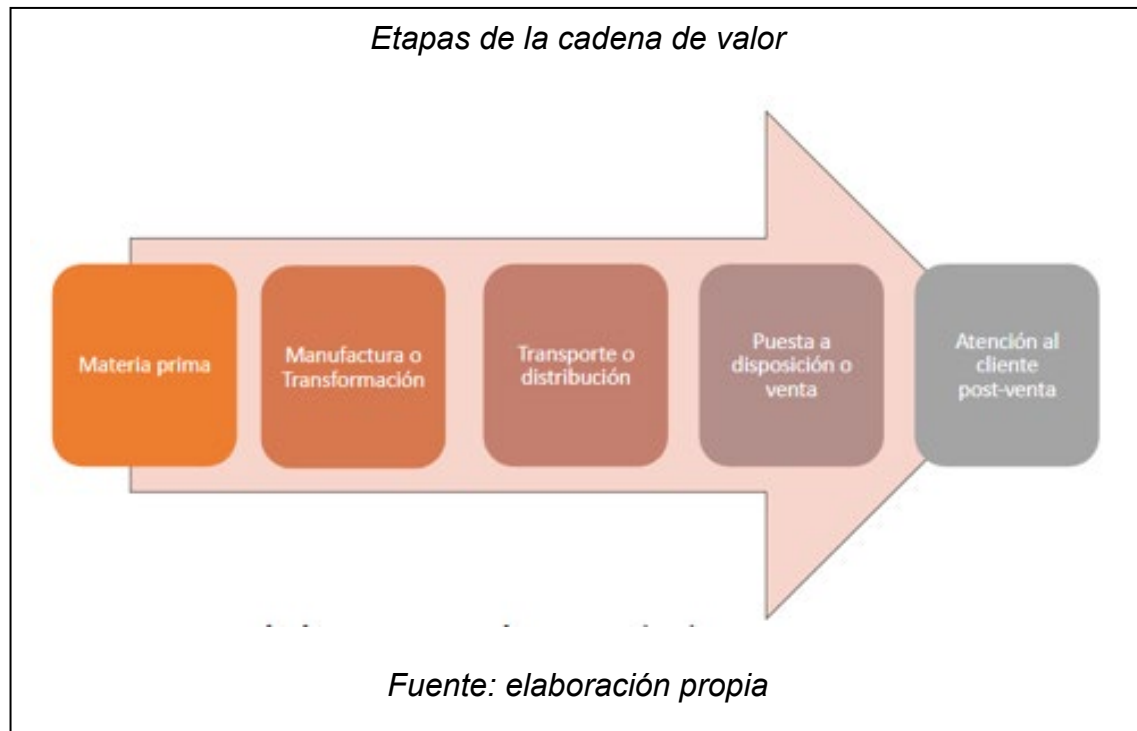 Etapas de la cadena de valor
Materia prima
Manufactura o
Transformación
Transporte o
distribución
Puesta a
disposición o
venta
Atención al
cliente
post-venta
Fuente: elaboración propia